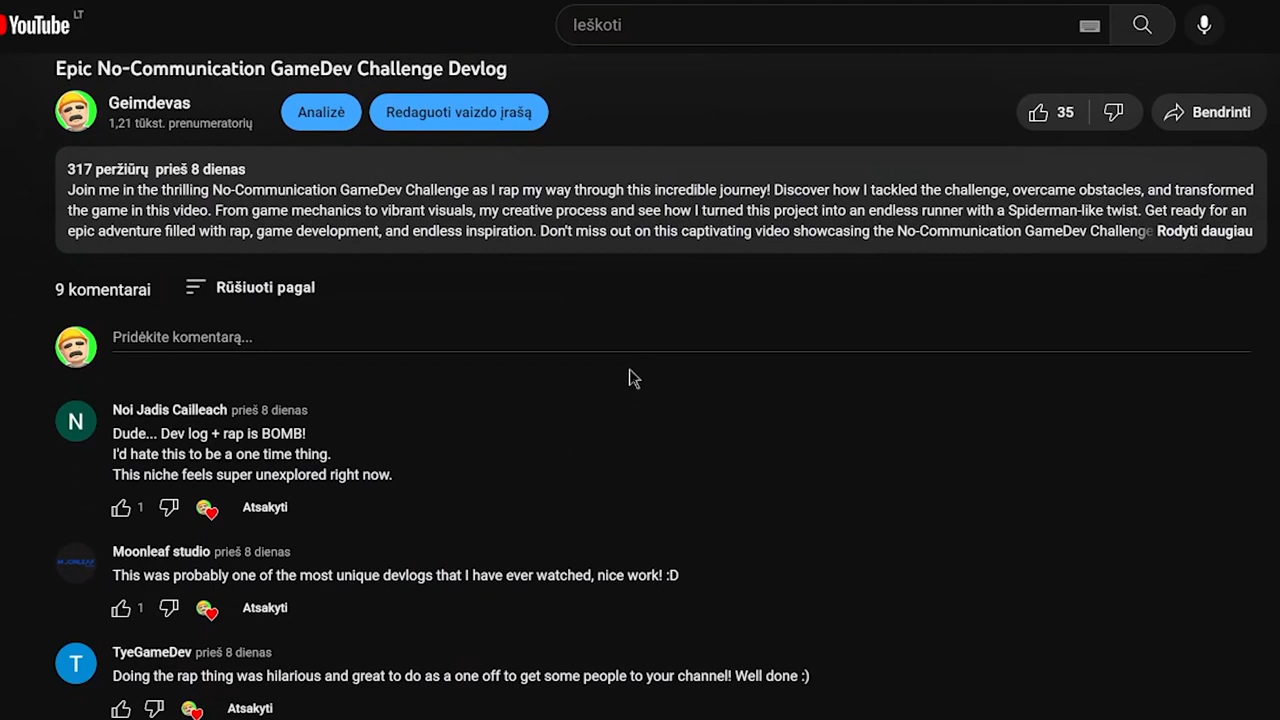 YouTube LT
Ieškoti
Epic No-Communication GameDev Challenge Devlog
Geimdevas
1,21 tūkst. prenumeratorių
Analizė
Redaguoti vaizdo įrašą
35
Bendrinti
317 peržiūrų prieš 8 dienas
Join me in the thrilling No-Communication GameDev Challenge as I rap my way through this incredible journey! Discover how I tackled the challenge, overcame obstacles, and transformed
the game in this video. From game mechanics to vibrant visuals, my creative process and see how I turned this project into an endless runner with a Spiderman-like twist. Get ready for an
epic adventure filled with rap, game development, and endless inspiration. Don't miss out on this captivating video showcasing the No-Communication GameDev Challenge Rodyti daugiau
9 komentarai
Rūšiuoti pagal
Pridėkite komentarą...
N
Noi Jadis Cailleach prieš 8 dienas
Dude... Dev log + rap is BOMB!
I'd hate this to be a one time thing.
This niche feels super unexplored right now.
1
Atsakyti
Moonleaf studio prieš 8 dienas
This was probably one of the most unique devlogs that I have ever watched, nice work! :D
1
Atsakyti
T
TyeGameDev prieš 8 dienas
Doing the rap thing was hilarious and great to do as a one off to get some people to your channel! Well done :)
Atsakyti